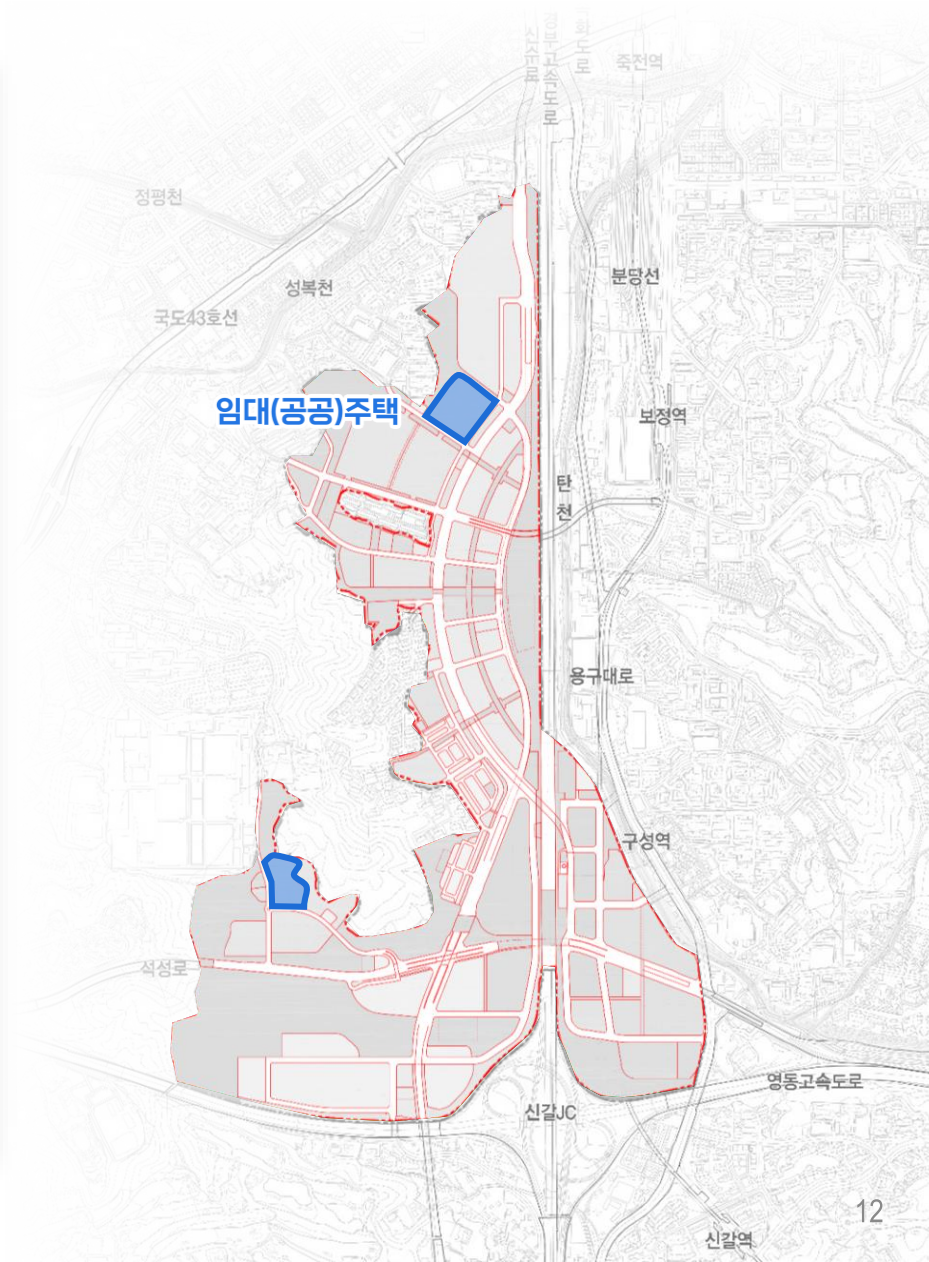 신수로
경부고속도로
죽전역
정평천
분당선
성복천
국도43호선
임대(공공)주택
보정역
탄천
용구대로
구성역
석성로
영동고속도로
신갈JC
12
신갈역